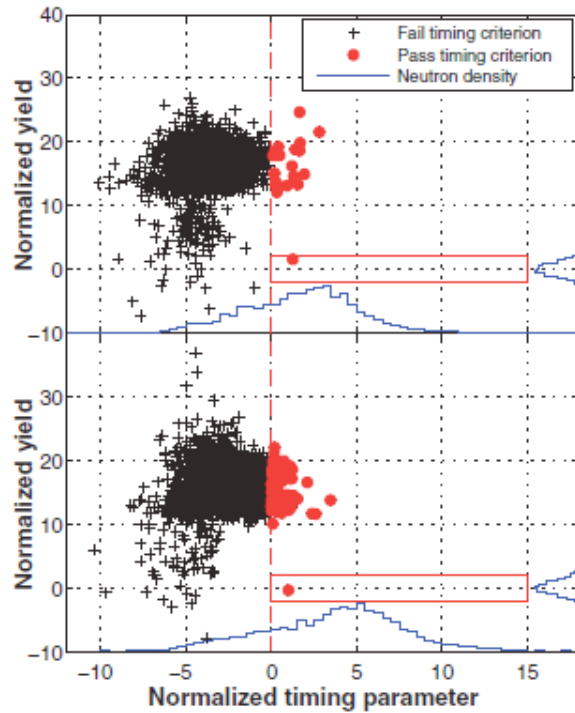 Fail timing criterion
Pass timing criterion
Neutron density
Normalized yield
40
30
20
10
0
−10
Normalized yield
30
20
10
0
−10
−10 −5 0 5 10 15
Normalized timing parameter